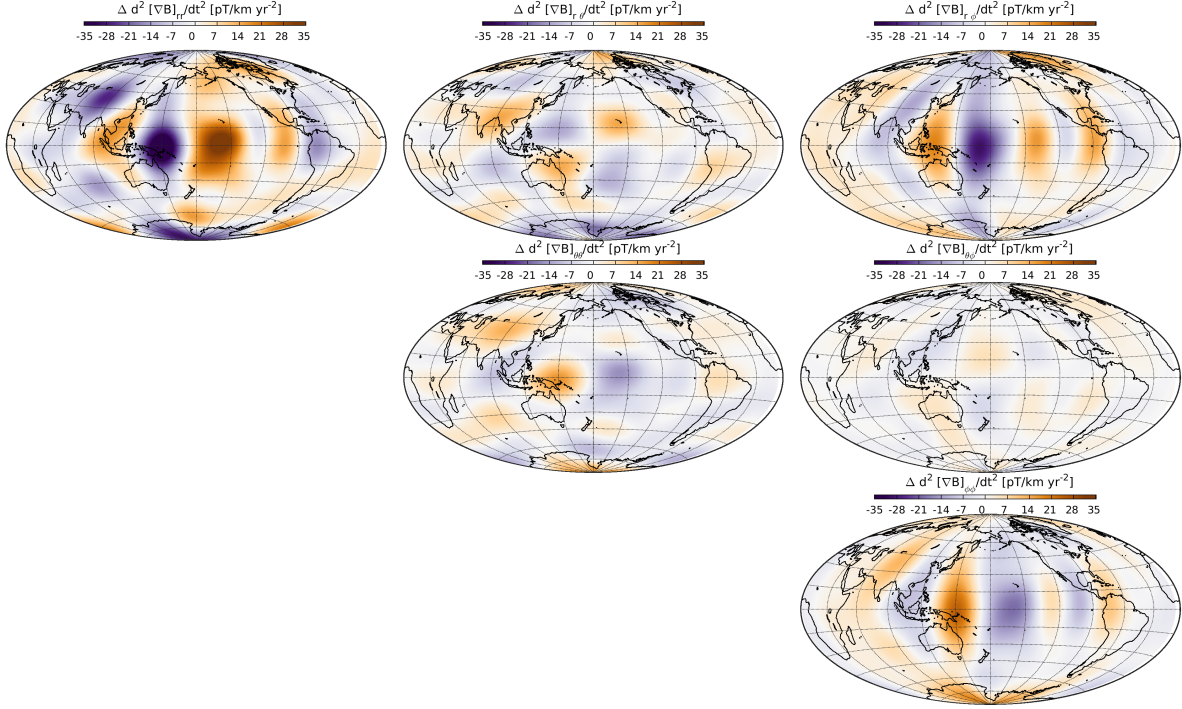 Δ d² [∇B]rr/dt² [pT/km yr⁻²]
-35 -28 -21 -14 -7 0 7 14 21 28 35
Δ d² [∇B]r θ/dt² [pT/km yr⁻²]
-35 -28 -21 -14 -7 0 7 14 21 28 35
Δ d² [∇B]r ϕ/dt² [pT/km yr⁻²]
-35 -28 -21 -14 -7 0 7 14 21 28 35
Δ d² [∇B]θθ/dt² [pT/km yr⁻²]
-35 -28 -21 -14 -7 0 7 14 21 28 35
Δ d² [∇B]θϕ/dt² [pT/km yr⁻²]
-35 -28 -21 -14 -7 0 7 14 21 28 35
Δ d² [∇B]ϕϕ/dt² [pT/km yr⁻²]
-35 -28 -21 -14 -7 0 7 14 21 28 35